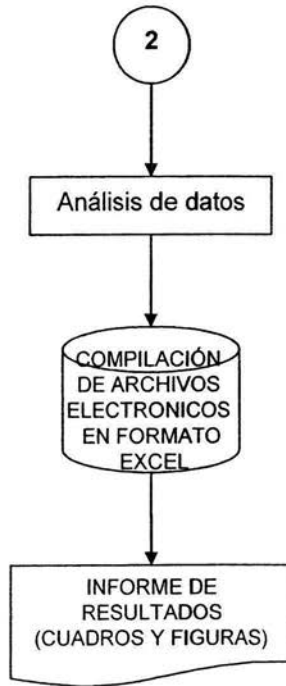 2
Análisis de datos
COMPILACIÓN
DE ARCHIVOS
ELECTRONICOS
EN FORMATO
EXCEL
INFORME DE
RESULTADOS
(CUADROS Y FIGURAS)